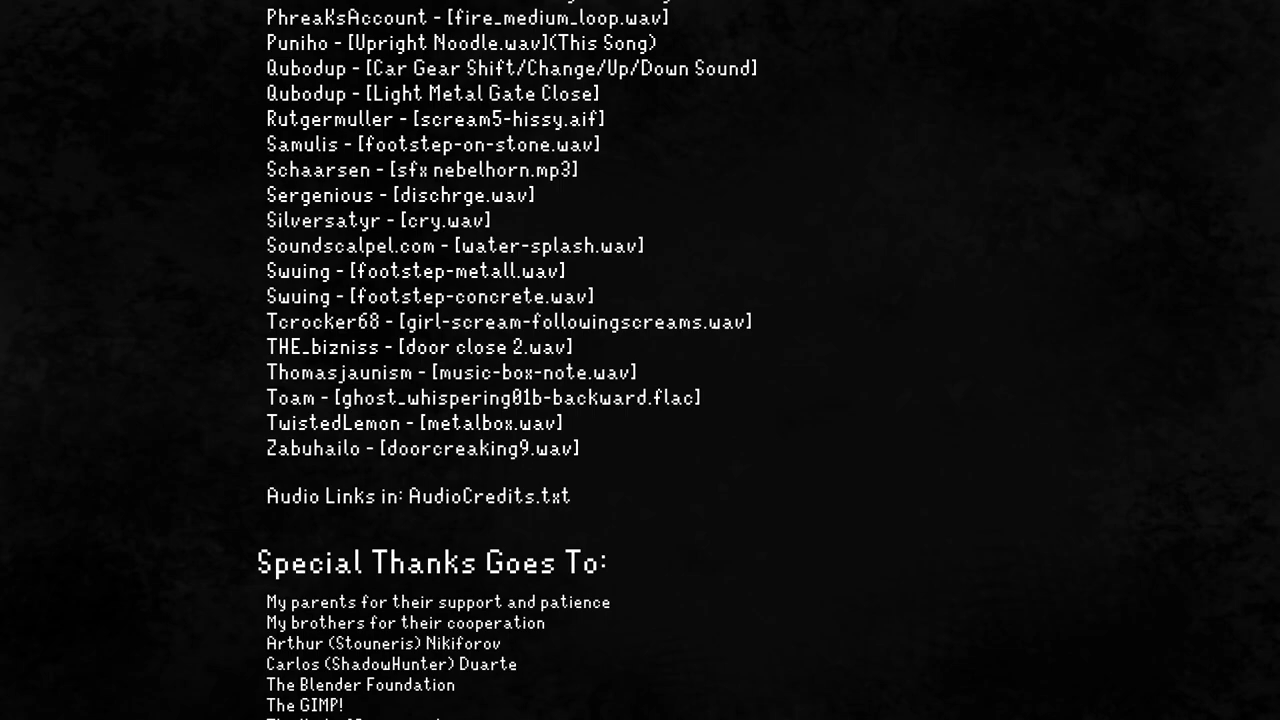 PhreaKsAccount - [fire_medium_loop.wav]
Puniho - [Upright Noodle.wav](This Song)
Qubodup - [Car Gear Shift/Change/Up/Down Sound]
Qubodup - [Light Metal Gate Close]
Rutgermuller - [scream5-hissy.aif]
Samulis - [footstep-on-stone.wav]
Schaarsen - [sfx nebelhorn.mp3]
Sergenious - [dischrge.wav]
Silversatyr - [cry.wav]
Soundscalpel.com - [water-splash.wav]
Swuing - [footstep-metall.wav]
Swuing - [footstep-concrete.wav]
Tcrocker68 - [girl-scream-followingscreams.wav]
THE_bizniss - [door close 2.wav]
Thomasjaunism - [music-box-note.wav]
Toam - [ghost_whispering01b-backward.flac]
TwistedLemon - [metalbox.wav]
Zabuhailo - [doorcreaking9.wav]
Audio Links in: AudioCredits.txt
Special Thanks Goes To:
My parents for their support and patience
My brothers for their cooperation
Arthur (Stouneris) Nikiforov
Carlos (ShadowHunter) Duarte
The Blender Foundation
The GIMP!